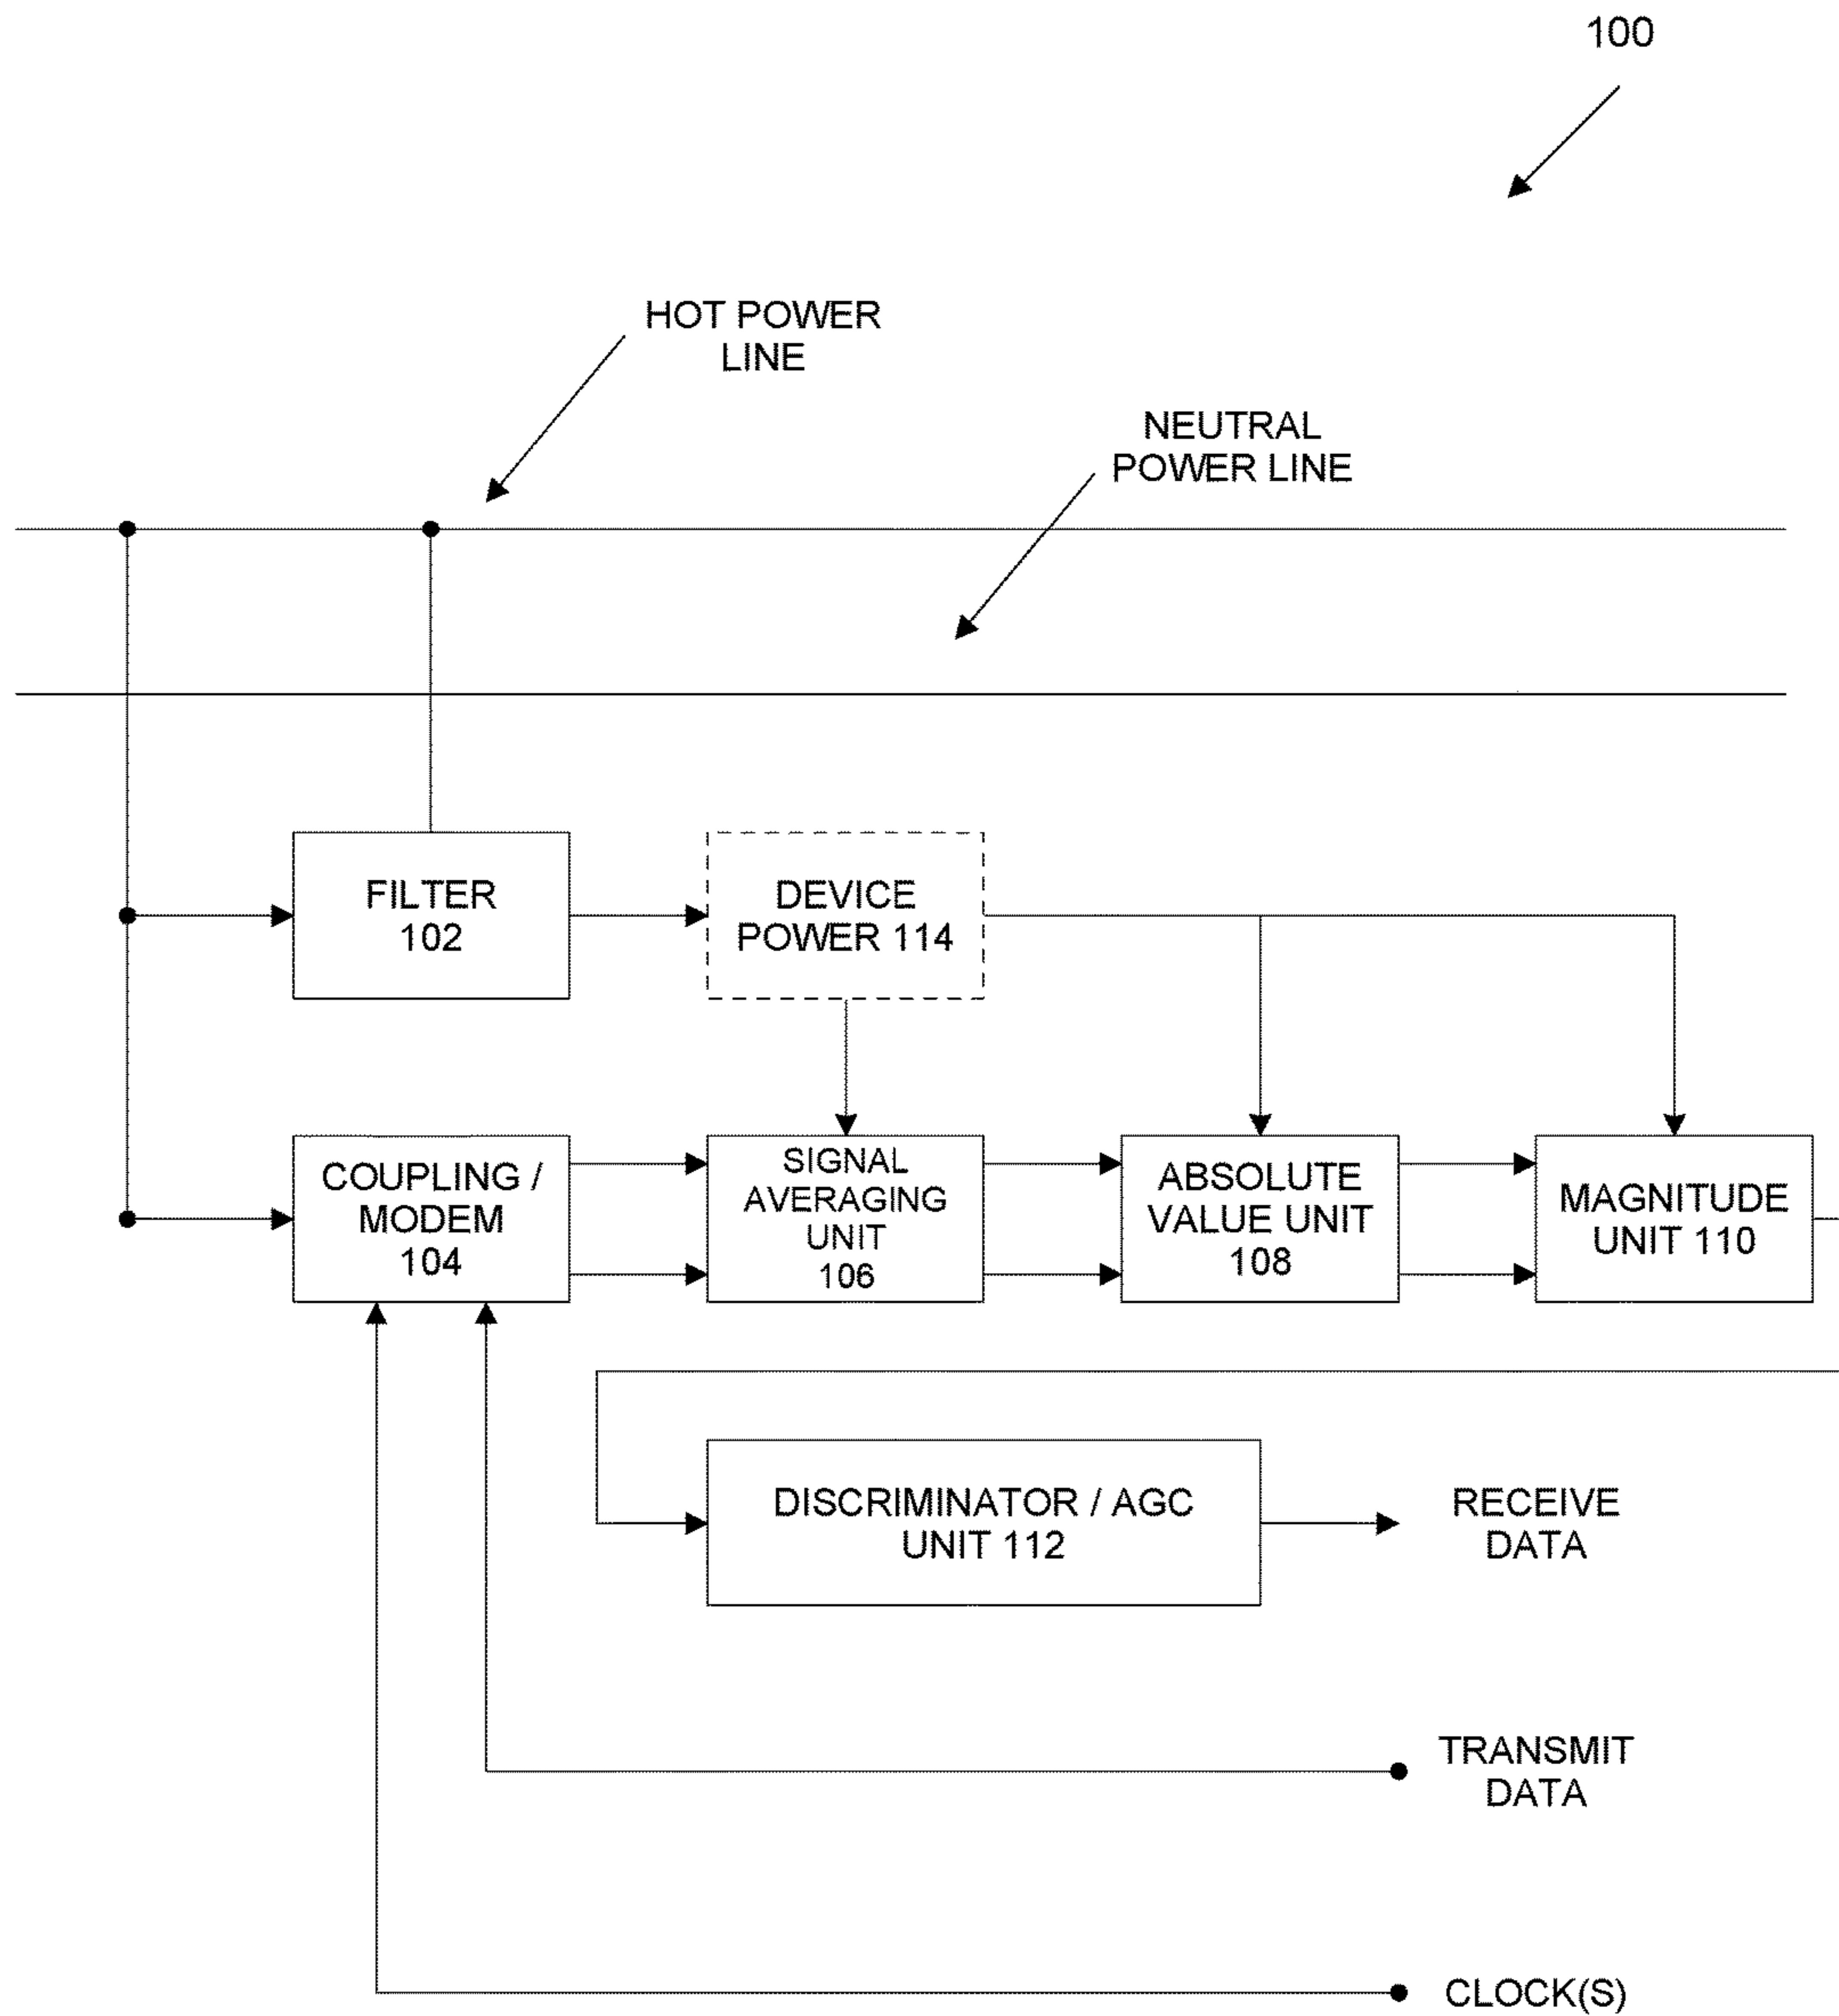 100
HOT POWER
LINE
NEUTRAL
POWER LINE
FILTER
102
DEVICE
POWER 114
COUPLING /
MODEM
104
SIGNAL
AVERAGING
UNIT
106
ABSOLUTE
VALUE UNIT
108
MAGNITUDE
UNIT 110
DISCRIMINATOR / AGC
UNIT 112
RECEIVE
DATA
TRANSMIT
DATA
CLOCK(S)